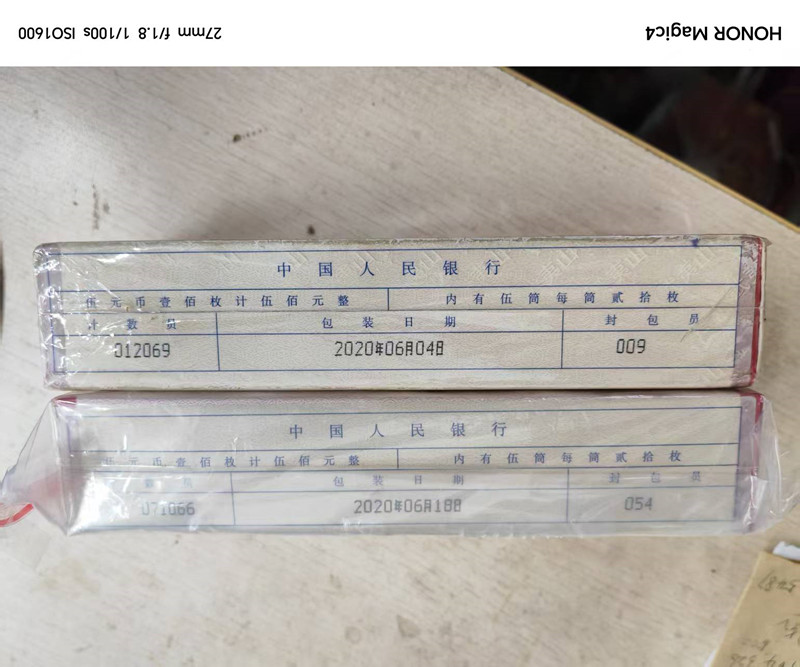 HONOR Magic4
27mm f/1.8 1/100s ISO1600
中国人民银行
伍元币壹佰枚计伍佰元整 内有伍筒每筒贰拾枚
计数员 包装日期 封包员
012069 2020年06月04日 009
中国人民银行
元币壹佰枚计伍佰元整 内有伍筒每筒贰拾枚
数员 包装日期 封包员
071066 2020年06月18日 054